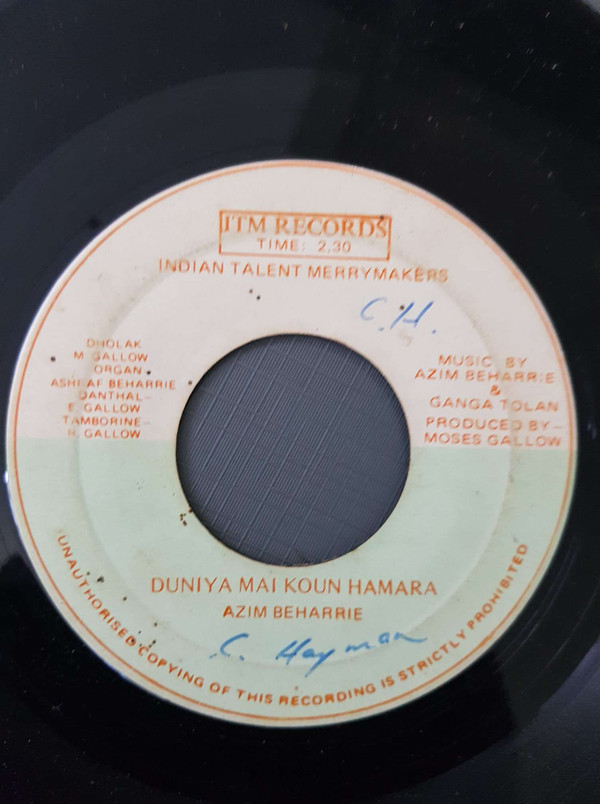 ITM RECORDS
TIME: 2.30
INDIAN TALENT MERRYMAKERS
C.H.
DHOLAK
M. GALLOW
ORGAN
ASHRAF BEHARRIE
DANTHAL-
E. GALLOW
TAMBORINE-
H. GALLOW
MUSIC BY
AZIM BEHARRIE
&
GANGA TOLAN
PRODUCED BY-
MOSES GALLOW
DUNIYA MAI KOUN HAMARA
AZIM BEHARRIE
C. Hayman
UNAUTHORISED COPYING OF THIS RECORDING IS STRICTLY PROHIBITED